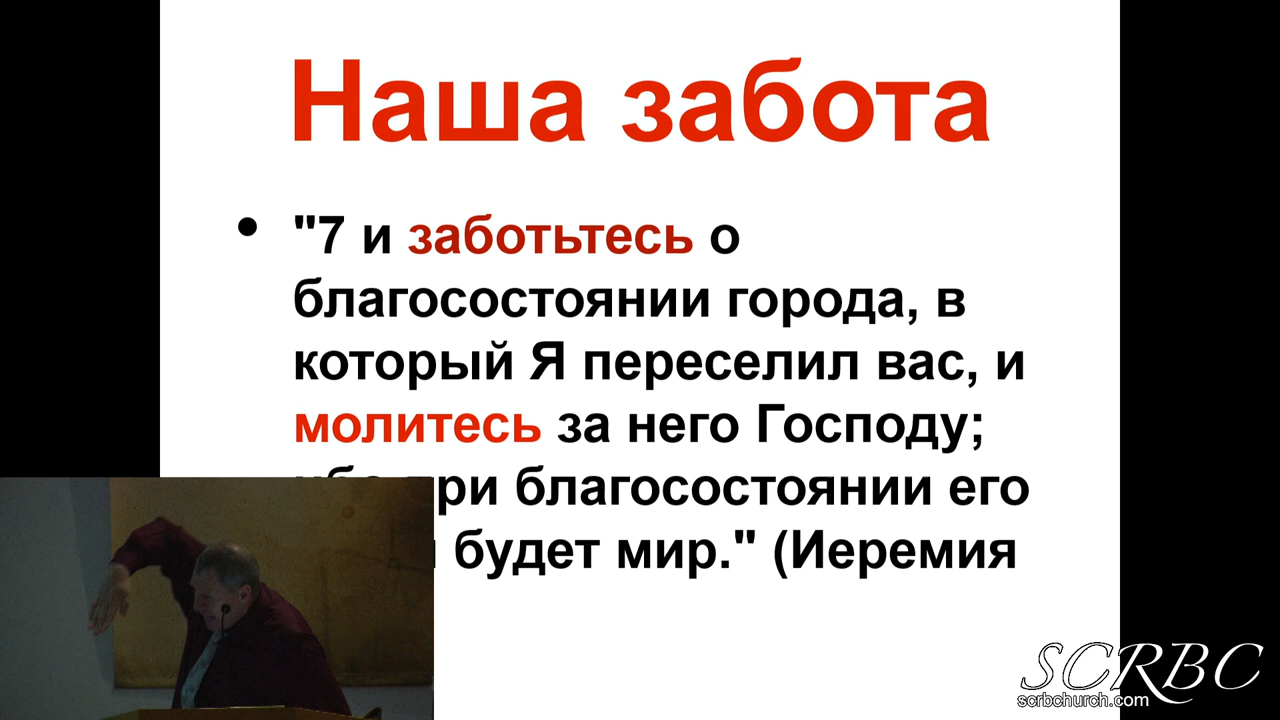 Наша забота
• "7 и заботьтесь о
благосостоянии города, в
который Я переселил вас, и
молитесь за него Господу;
при благосостоянии его
будет мир." (Иеремия
SCRBC
scrbchurch.com